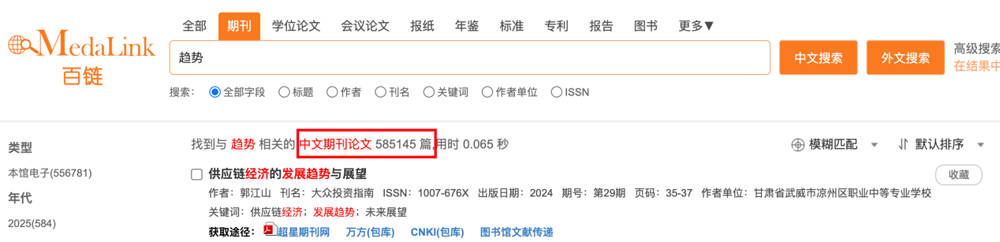 全部 期刊 学位论文 会议论文 报纸 年鉴 标准 专利 报告 图书 更多▼
MedaLink
百链
趋势
中文搜索 外文搜索
高级搜索
在结果中
搜索： 全部字段 标题 作者 刊名 关键词 作者单位 ISSN
类型
本馆电子(556781)
年代
2025(584)
找到与 趋势 相关的 中文期刊论文 585145 篇,用时 0.065 秒
模糊匹配 默认排序
供应链经济的发展趋势与展望
收藏
作者：郭江山 刊名：大众投资指南 ISSN：1007-676X 出版日期：2024 期号：第29期 页码：35-37 作者单位：甘肃省武威市凉州区职业中等专业学校
关键词：供应链经济；发展趋势；未来展望
获取途径： 超星期刊网 万方(包库) CNKI(包库) 图书馆文献传递